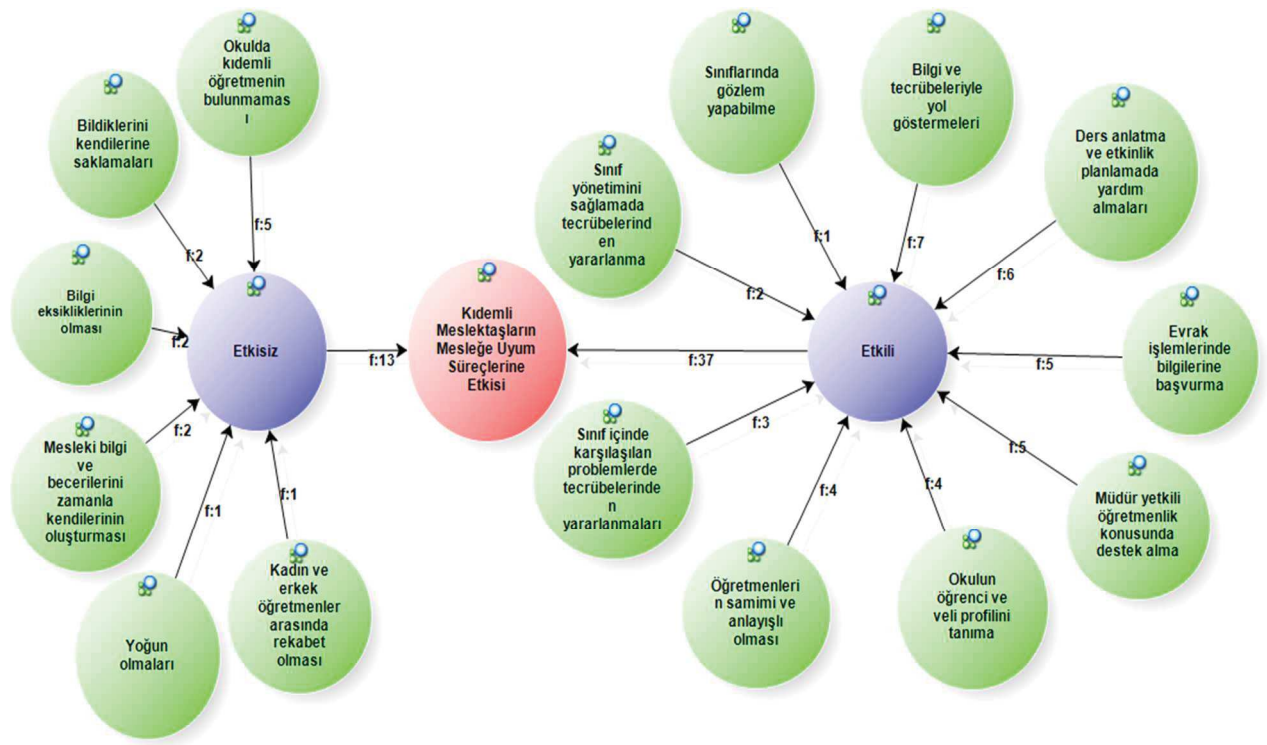 Okulda
kıdemli
öğretmenin
bulunmamas
ı
f:5
Bildiklerini
kendilerine
saklamaları
f:2
Bilgi
eksikliklerinin
olması
f:2
Mesleki bilgi
ve
becerilerini
zamanla
kendilerinin
oluşturması
f:2
Yoğun
olmaları
f:1
Kadın ve
erkek
öğretmenler
arasında
rekabet
olması
f:1
Etkisiz
f:13
Kıdemli
Meslektaşların
Mesleğe Uyum
Süreçlerine
Etkisi
f:37
Etkili
Sınıflarında
gözlem
yapabilme
f:1
Bilgi ve
tecrübeleriyle
yol
göstermeleri
f:7
Ders anlatma
ve etkinlik
planlamada
yardım
almaları
f:6
Sınıf
yönetimini
sağlamada
tecrübelerind
en
yararlanma
f:2
Evrak
işlemlerinde
bilgilerine
başvurma
f:5
Sınıf içinde
karşılaşılan
problemlerde
tecrübelerinde
n
yararlanmaları
f:3
Müdür yetkili
öğretmenlik
konusunda
destek alma
f:5
Öğretmenleri
n samimi ve
anlayışlı
olması
f:4
Okulun
öğrenci ve
veli profilini
tanıma
f:4